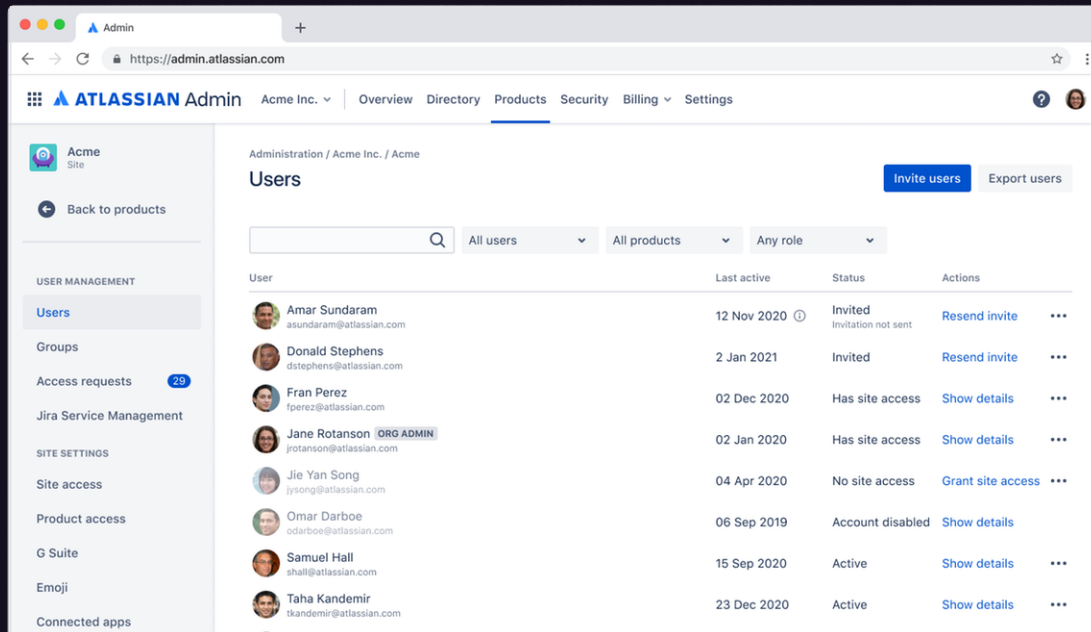 Admin
https://admin.atlassian.com
ATLASSIAN Admin Acme Inc. Overview Directory Products Security Billing Settings
Acme
Site
Back to products
USER MANAGEMENT
Users
Groups
Access requests 29
Jira Service Management
SITE SETTINGS
Site access
Product access
G Suite
Emoji
Connected apps
Administration / Acme Inc. / Acme
Users
Invite users Export users
All users All products Any role
User Last active Status Actions
Amar Sundaram 12 Nov 2020 Invited Resend invite
asundaram@atlassian.com Invitation not sent
Donald Stephens 2 Jan 2021 Invited Resend invite
dstephens@atlassian.com
Fran Perez 02 Dec 2020 Has site access Show details
fperez@atlassian.com
Jane Rotanson ORG ADMIN 02 Jan 2020 Has site access Show details
jrotanson@atlassian.com
Jie Yan Song 04 Apr 2020 No site access Grant site access
jysong@atlassian.com
Omar Darboe 06 Sep 2019 Account disabled Show details
odarboe@atlassian.com
Samuel Hall 15 Sep 2020 Active Show details
shall@atlassian.com
Taha Kandemir 23 Dec 2020 Active Show details
tkandemir@atlassian.com